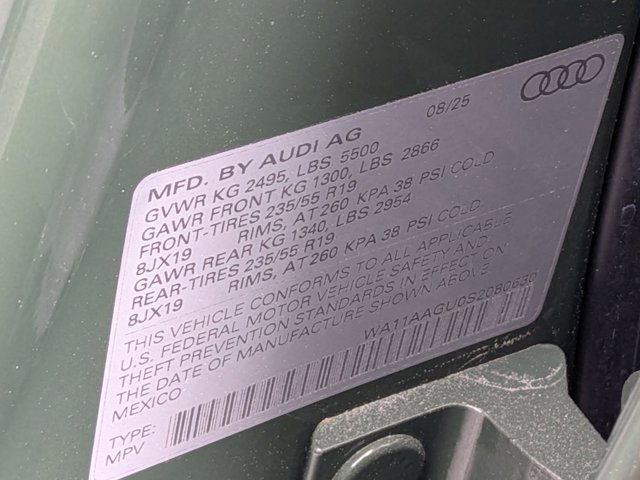 MFD. BY AUDI AG 08/25
GVWR KG 2495, LBS 5500
GAWR FRONT KG 1300, LBS 2866
FRONT-TIRES 235/55 R19
8JX19 RIMS, AT 260 KPA 38 PSI COLD
GAWR REAR KG 1340, LBS 2954
REAR-TIRES 235/55 R19
8JX19 RIMS, AT 260 KPA 38 PSI COLD
THIS VEHICLE CONFORMS TO ALL APPLICABLE
U.S. FEDERAL MOTOR VEHICLE SAFETY AND
THEFT PREVENTION STANDARDS IN EFFECT ON
THE DATE OF MANUFACTURE SHOWN ABOVE.
MEXICO WA11AAGU0S2080630
TYPE:
MPV